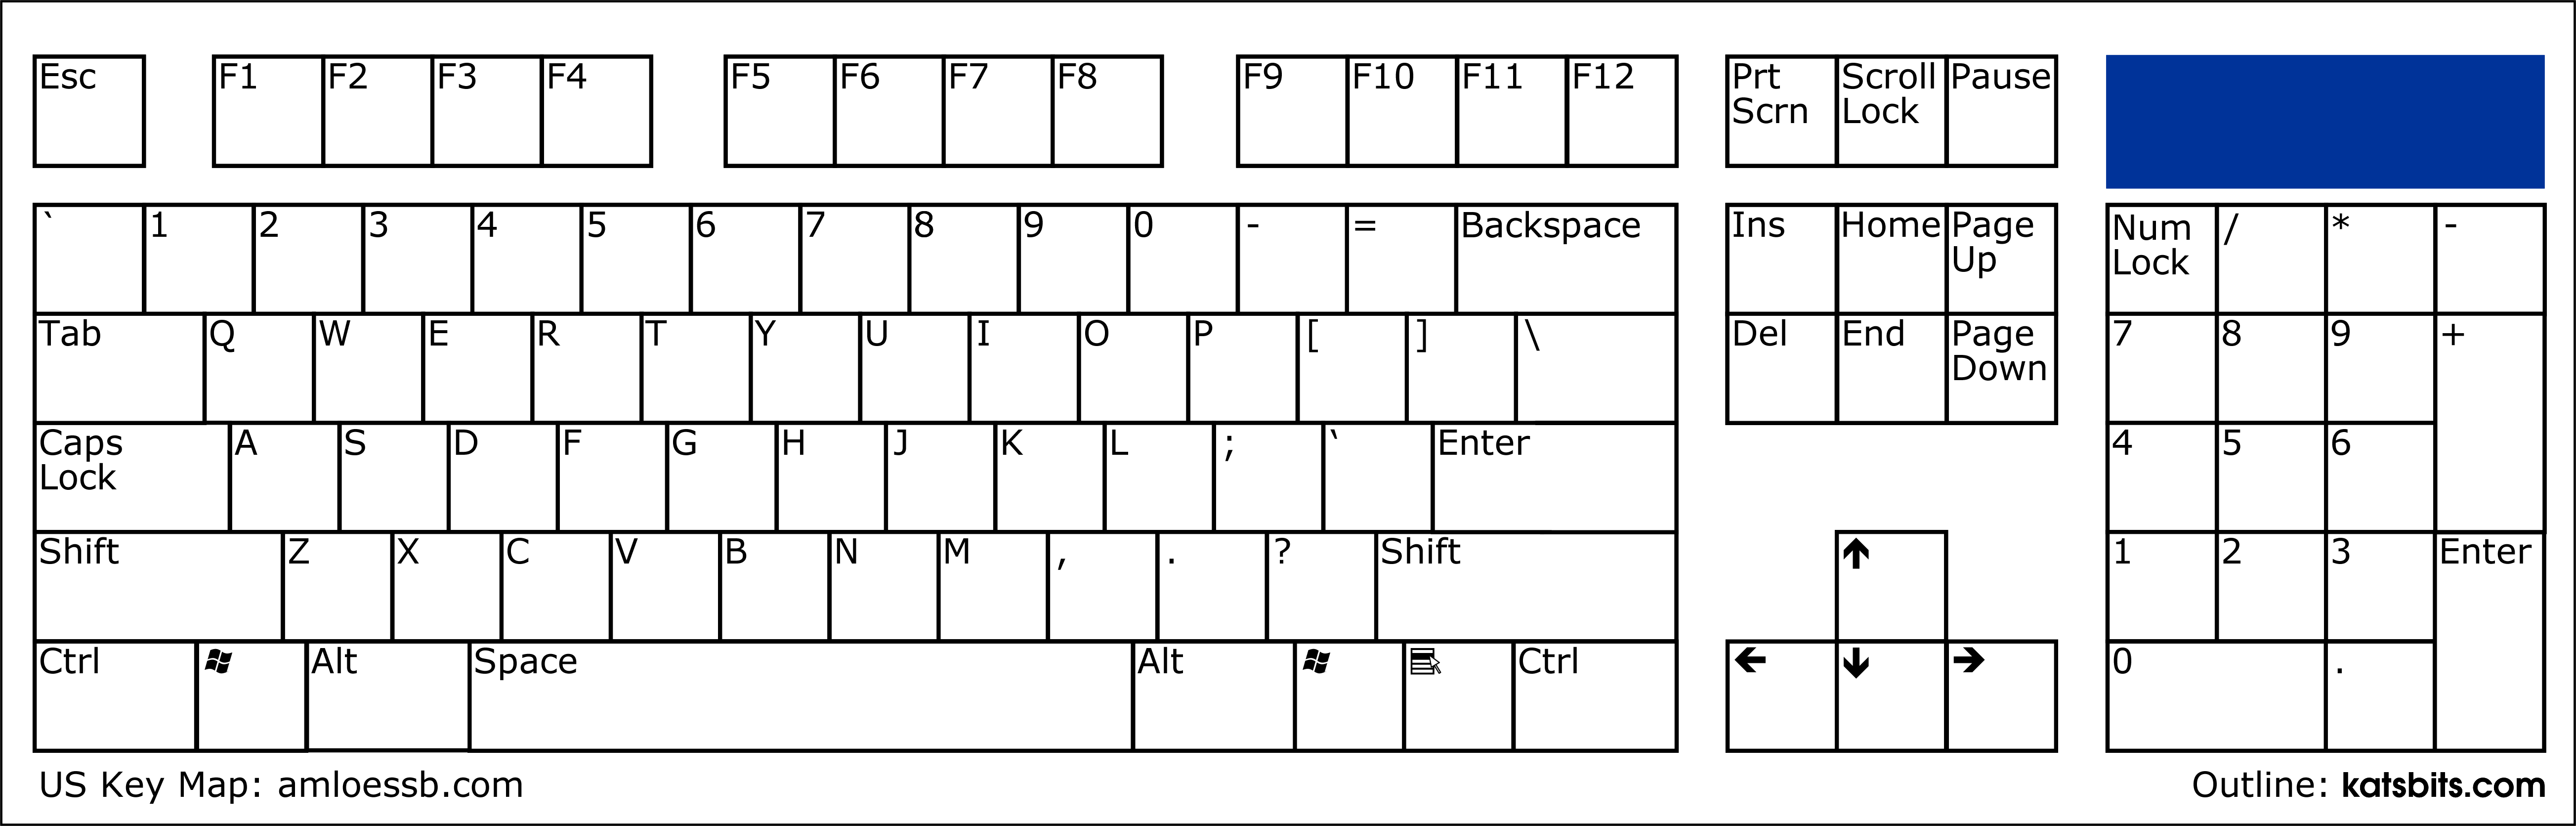 Esc F1 F2 F3 F4 F5 F6 F7 F8 F9 F10 F11 F12 Prt Scroll Pause
Scrn Lock
` 1 2 3 4 5 6 7 8 9 0 - = Backspace Ins Home Page Num / * -
Up Lock
Tab Q W E R T Y U I O P [ ] \ Del End Page 7 8 9 +
Down
Caps A S D F G H J K L ; ‛ Enter 4 5 6
Lock
Shift Z X C V B N M , . ? Shift ↑ 1 2 3 Enter
Ctrl Alt Space Alt Ctrl ← ↓ → 0 .
US Key Map: amloessb.com Outline: katsbits.com